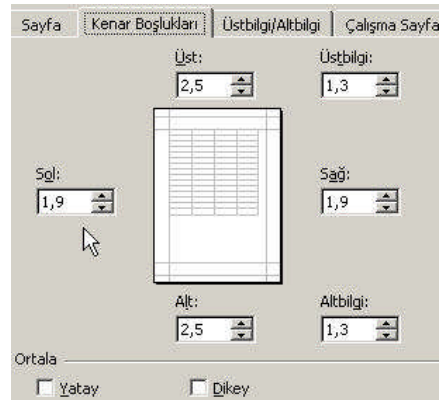 Sayfa Kenar Boşlukları Üstbilgi/Altbilgi Çalışma Sayfa
Üst: Üstbilgi:
2,5 1,3
Sol: Sağ:
1,9 1,9
Alt: Altbilgi:
2,5 1,3
Ortala
Yatay Dikey